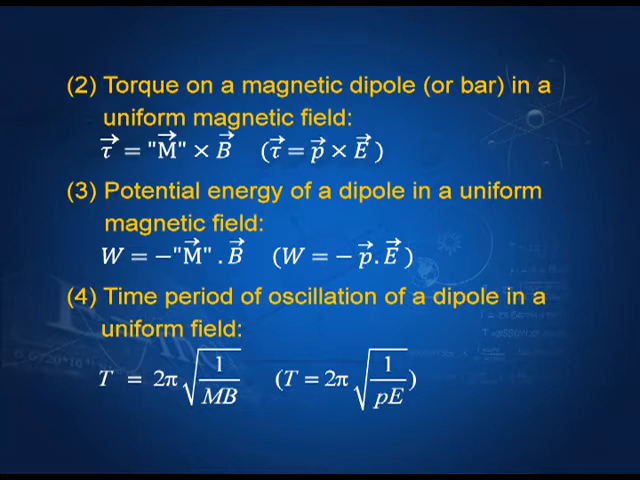 (2) Torque on a magnetic dipole (or bar) in a
uniform magnetic field:
τ⃗ = "M⃗" × B⃗ (τ⃗ = p⃗ × E⃗ )
(3) Potential energy of a dipole in a uniform
magnetic field:
W = −"M⃗" . B⃗ (W = − p⃗. E⃗ )
(4) Time period of oscillation of a dipole in a
uniform field:
T = 2π √(1/MB) (T = 2π √(1/pE) )